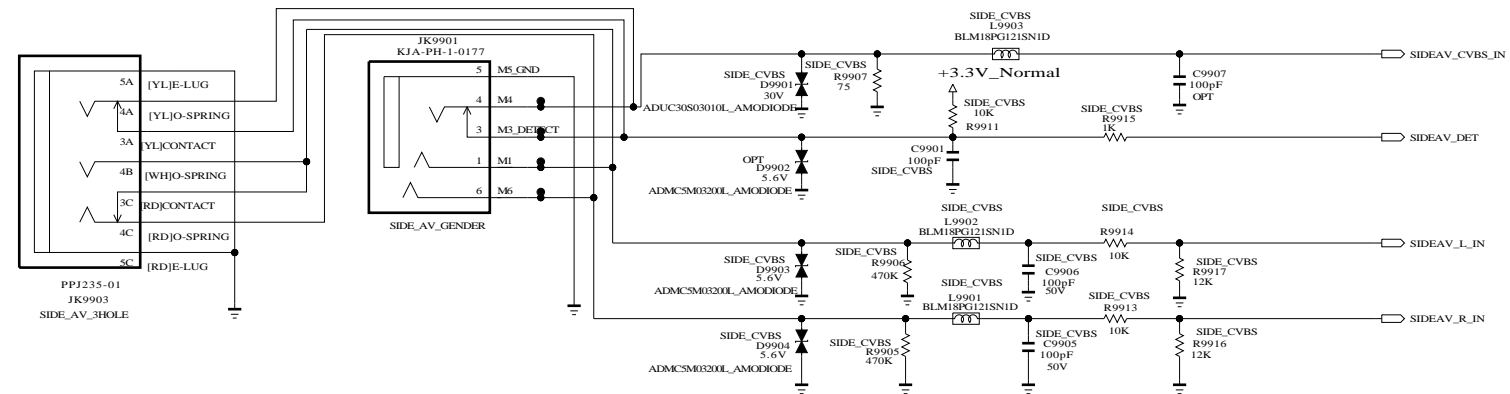 5A
[YL]E-LUG
4A
[YL]O-SPRING
3A
[YL]CONTACT
4B
[WH]O-SPRING
3C
[RD]CONTACT
4C
[RD]O-SPRING
5C
[RD]E-LUG
PPJ235-01
JK9903
SIDE_AV_3HOLE
JK9901
KJA-PH-1-0177
5
M5_GND
4
M4
3
M3_DETECT
1
M1
6
M6
SIDE_AV_GENDER
SIDE_CVBS
D9901
30V
ADUC30S03010L_AMODIODE
SIDE_CVBS
R9907
75
SIDE_CVBS
L9903
BLM18PG121SN1D
C9907
100pF
OPT
SIDEAV_CVBS_IN
+3.3V_Normal
SIDE_CVBS
10K
R9911
SIDE_CVBS
R9915
1K
SIDEAV_DET
OPT
D9902
5.6V
ADMC5M03200L_AMODIODE
C9901
100pF
SIDE_CVBS
SIDE_CVBS
L9902
BLM18PG121SN1D
SIDE_CVBS
R9914
10K
SIDEAV_L_IN
SIDE_CVBS
D9903
5.6V
ADMC5M03200L_AMODIODE
SIDE_CVBS
R9906
470K
SIDE_CVBS
C9906
100pF
50V
SIDE_CVBS
R9917
12K
SIDE_CVBS
L9901
BLM18PG121SN1D
SIDE_CVBS
R9913
10K
SIDEAV_R_IN
SIDE_CVBS
D9904
5.6V
ADMC5M03200L_AMODIODE
SIDE_CVBS
R9905
470K
SIDE_CVBS
C9905
100pF
50V
SIDE_CVBS
R9916
12K